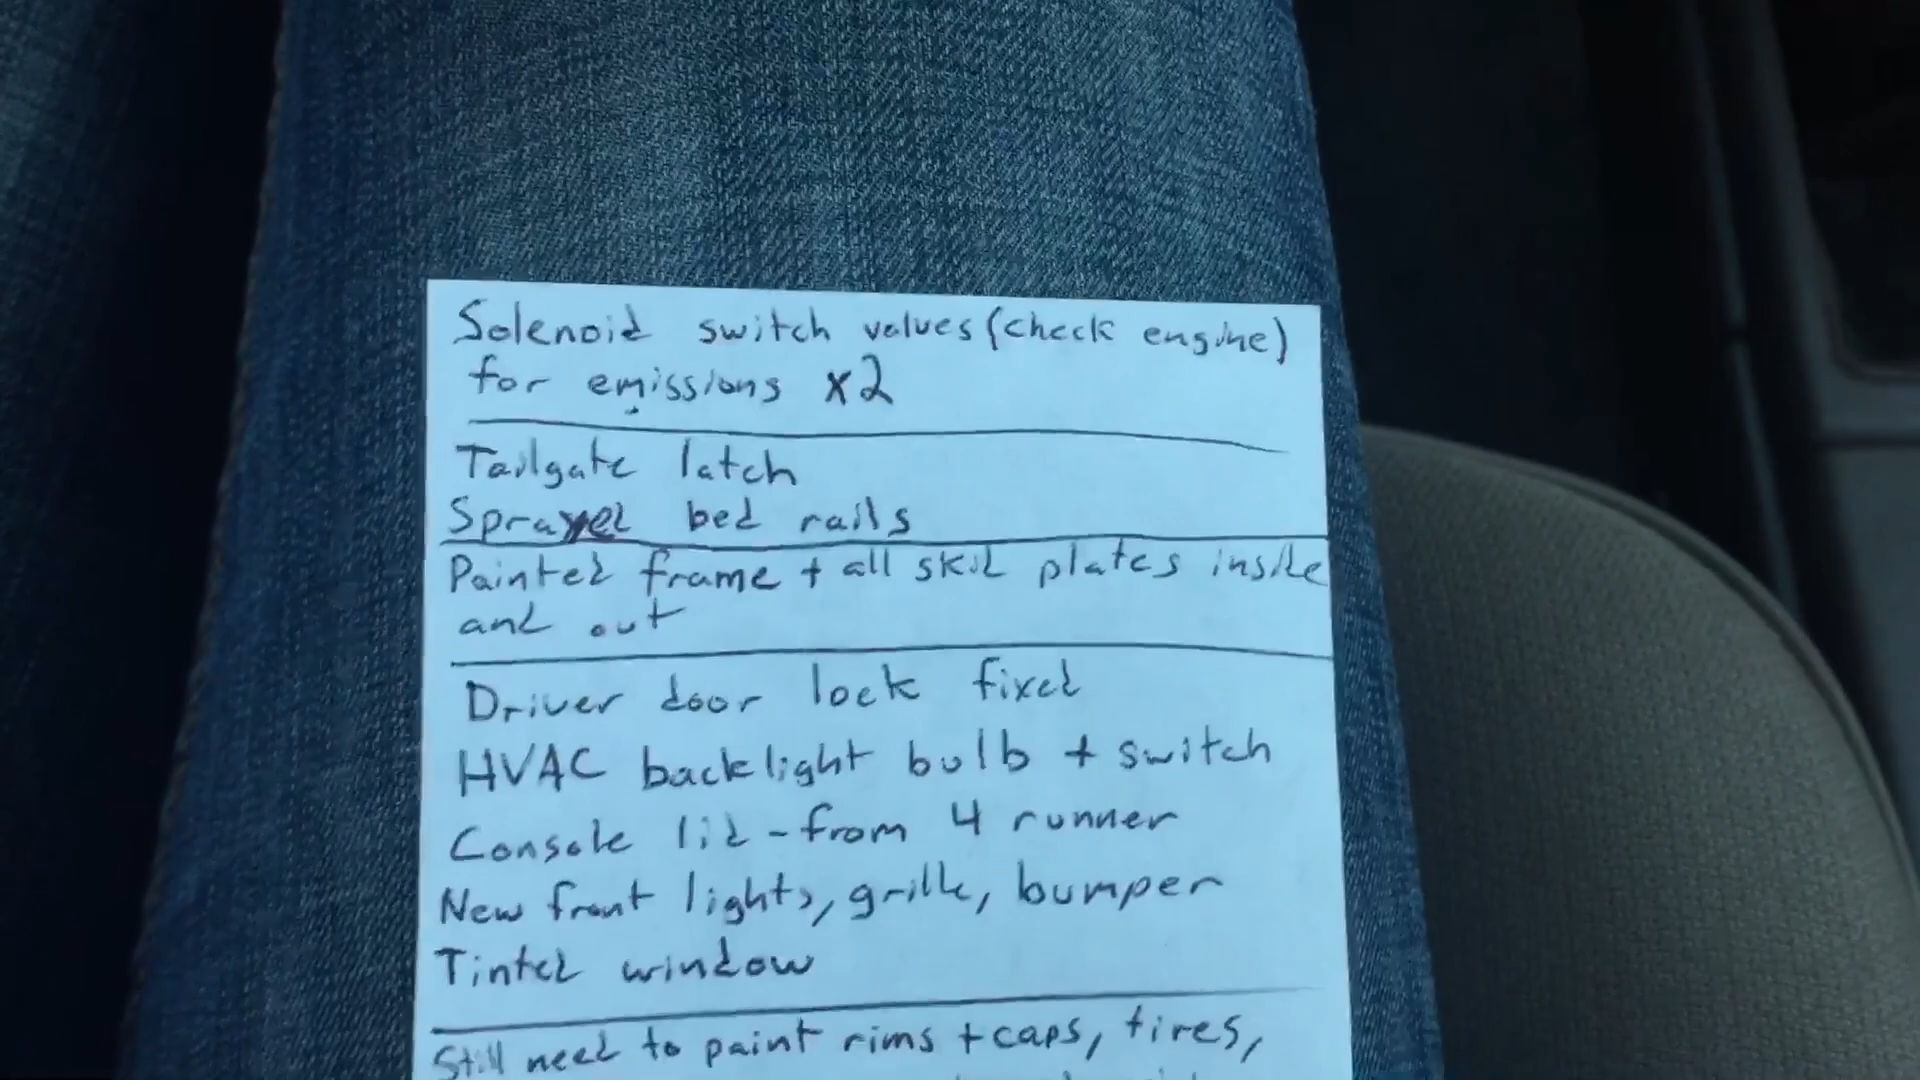 Solenoid switch valves (check engine)
for emissions x2
Tailgate latch
Sprayed bed rails
Painted frame + all skid plates inside
and out
Driver door lock fixed
HVAC backlight bulb + switch
Console lid - from 4 runner
New front lights, grille, bumper
Tinted window
Still need to paint rims + caps, tires,